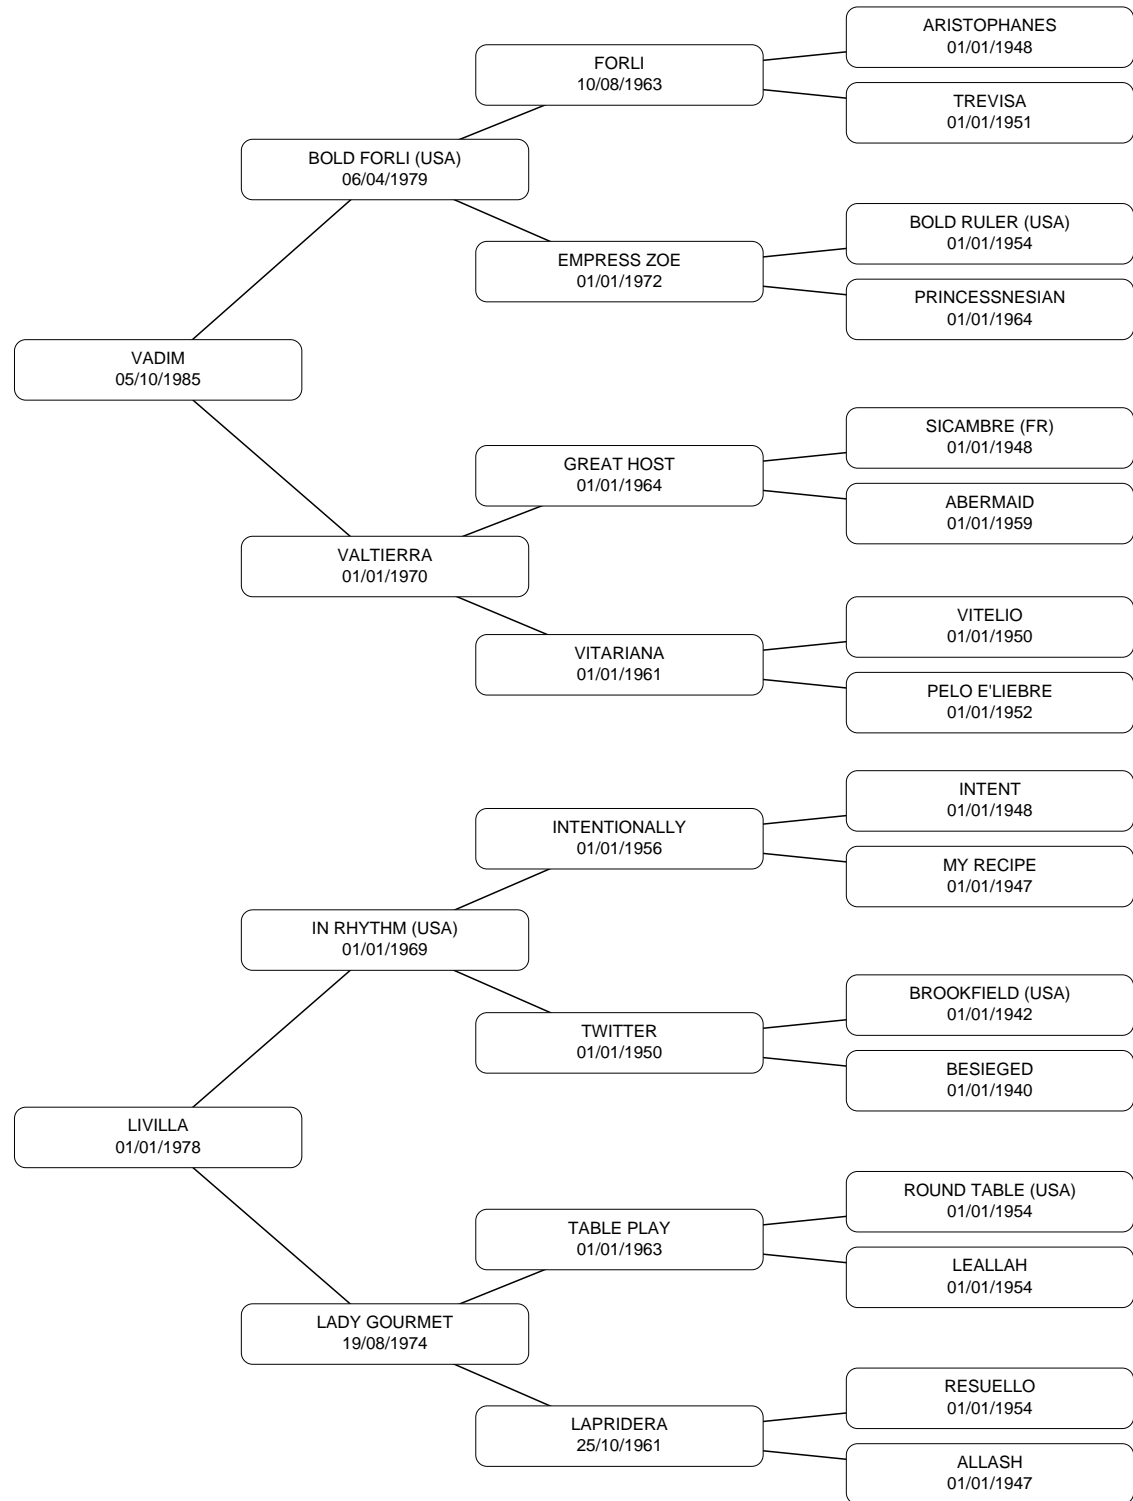 ARISTOPHANES
01/01/1948
FORLI
10/08/1963
TREVISA
01/01/1951
BOLD FORLI (USA)
06/04/1979
BOLD RULER (USA)
01/01/1954
EMPRESS ZOE
01/01/1972
PRINCESSNESIAN
01/01/1964
VADIM
05/10/1985
SICAMBRE (FR)
01/01/1948
GREAT HOST
01/01/1964
ABERMAID
01/01/1959
VALTIERRA
01/01/1970
VITELIO
01/01/1950
VITARIANA
01/01/1961
PELO E'LIEBRE
01/01/1952
INTENT
01/01/1948
INTENTIONALLY
01/01/1956
MY RECIPE
01/01/1947
IN RHYTHM (USA)
01/01/1969
BROOKFIELD (USA)
01/01/1942
TWITTER
01/01/1950
BESIEGED
01/01/1940
LIVILLA
01/01/1978
ROUND TABLE (USA)
01/01/1954
TABLE PLAY
01/01/1963
LEALLAH
01/01/1954
LADY GOURMET
19/08/1974
RESUELLO
01/01/1954
LAPRIDERA
25/10/1961
ALLASH
01/01/1947